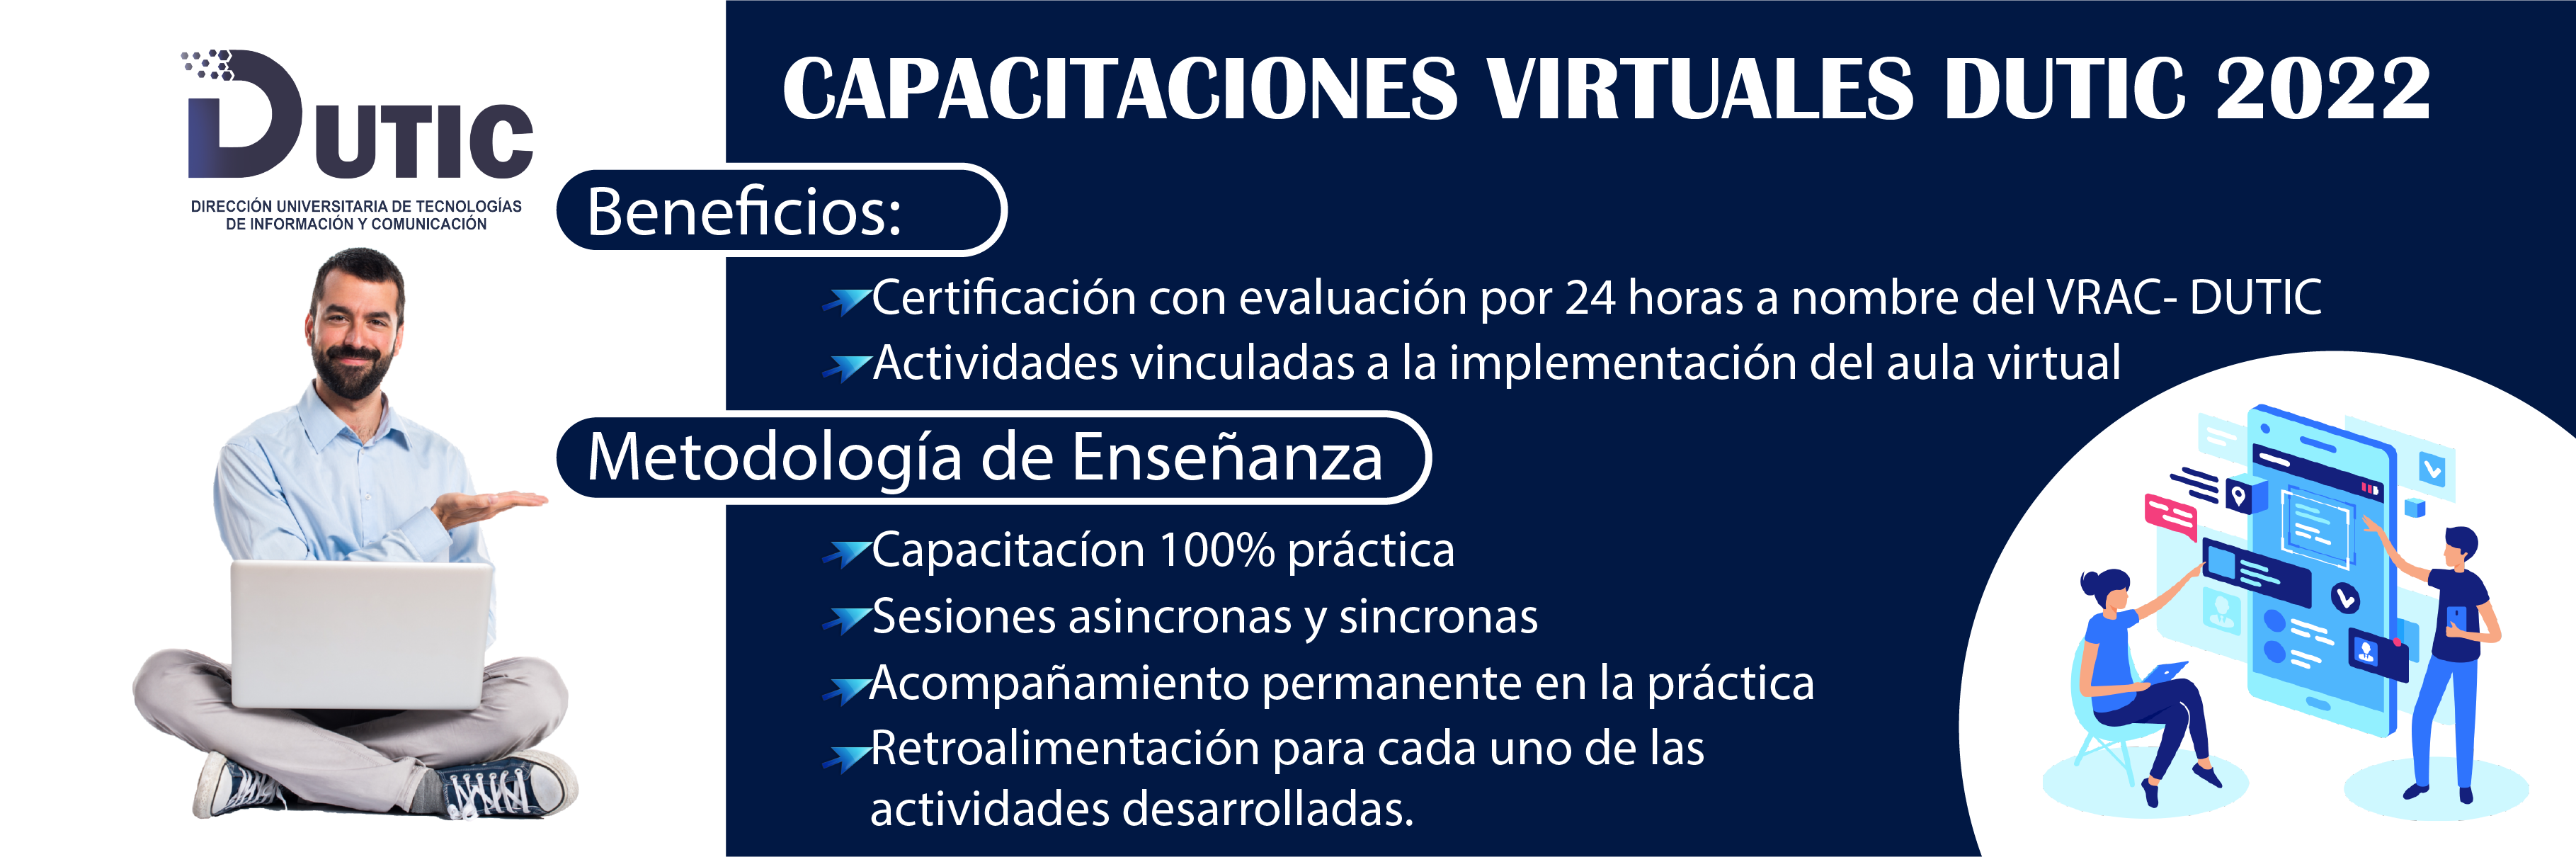 DUTIC
DIRECCIÓN UNIVERSITARIA DE TECNOLOGÍAS
DE INFORMACIÓN Y COMUNICACIÓN
CAPACITACIONES VIRTUALES DUTIC 2022
Beneficios:
Certificación con evaluación por 24 horas a nombre del VRAC- DUTIC
Actividades vinculadas a la implementación del aula virtual
Metodología de Enseñanza
Capacitacíon 100% práctica
Sesiones asincronas y sincronas
Acompañamiento permanente en la práctica
Retroalimentación para cada uno de las
actividades desarrolladas.